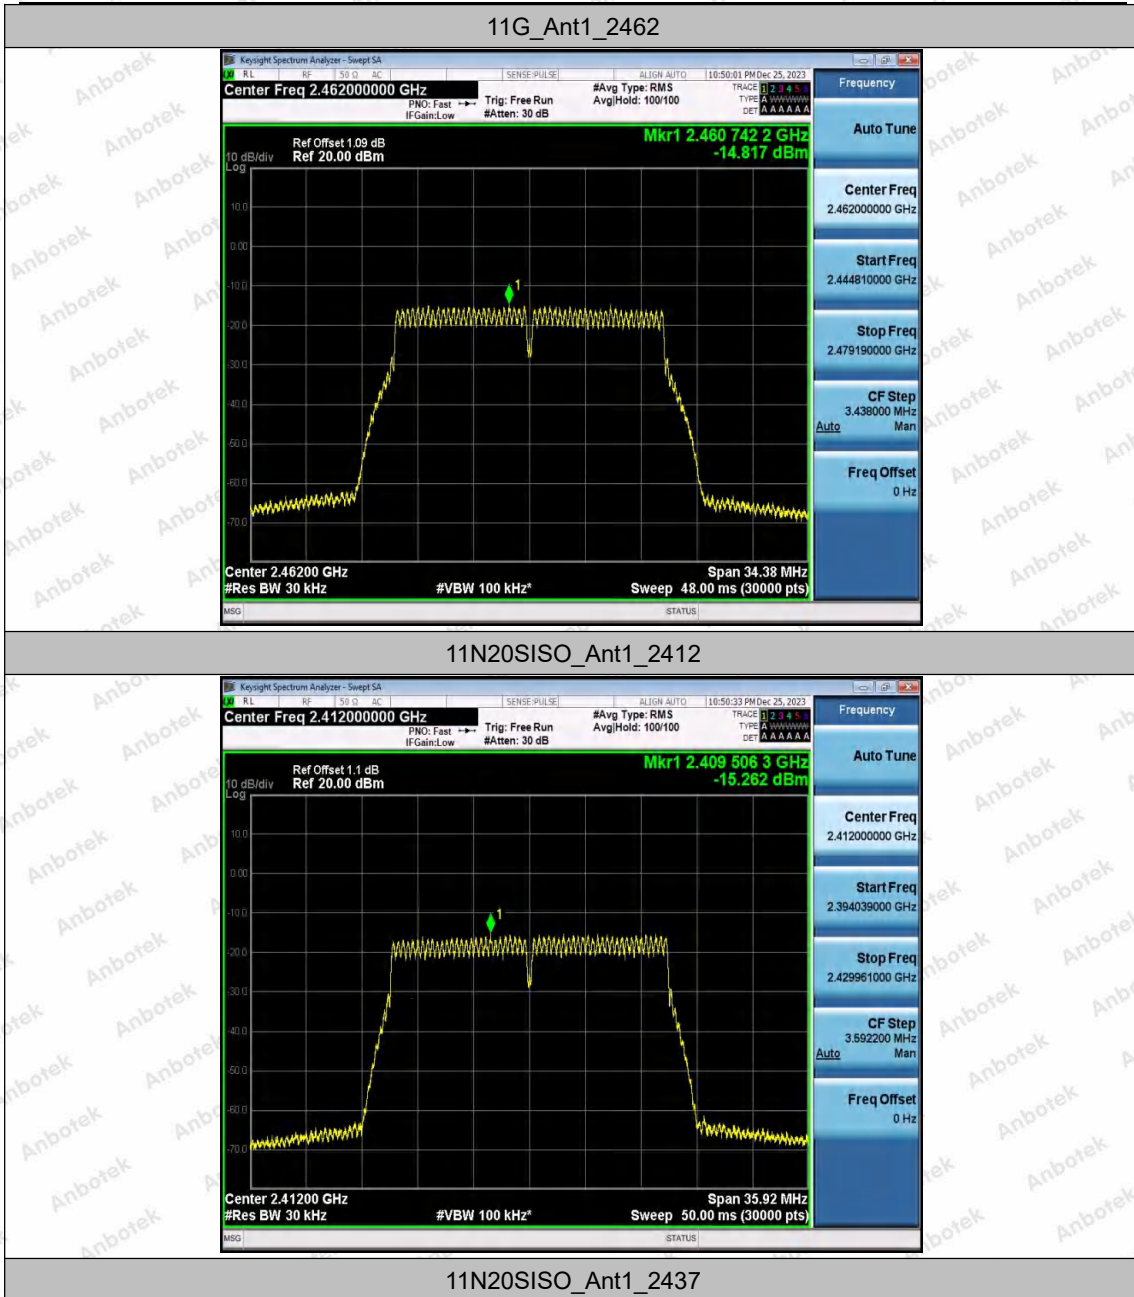 11G_Ant1_2462
Keysight Spectrum Analyzer - Swept SA
RL RF 50 Ω AC SENSE:PULSE ALIGN AUTO 10:50:01 PM Dec 25, 2023
Center Freq 2.462000000 GHz
PNO: Fast
IFGain:Low
Trig: Free Run
#Atten: 30 dB
#Avg Type: RMS
Avg|Hold: 100/100
TRACE 1 2 3 4 5 6
TYPE A WWWWW
DET A A A A A A
Mkr1 2.460 742 2 GHz
-14.817 dBm
Ref Offset 1.09 dB
10 dB/div Ref 20.00 dBm
Log
10.0
0.00
-10.0
-20.0
-30.0
-40.0
-50.0
-60.0
-70.0
1
Center 2.46200 GHz Span 34.38 MHz
#Res BW 30 kHz #VBW 100 kHz* Sweep 48.00 ms (30000 pts)
MSG STATUS
Frequency
Auto Tune
Center Freq
2.462000000 GHz
Start Freq
2.444810000 GHz
Stop Freq
2.479190000 GHz
CF Step
3.438000 MHz
Auto Man
Freq Offset
0 Hz
11N20SISO_Ant1_2412
Keysight Spectrum Analyzer - Swept SA
RL RF 50 Ω AC SENSE:PULSE ALIGN AUTO 10:50:33 PM Dec 25, 2023
Center Freq 2.412000000 GHz
PNO: Fast
IFGain:Low
Trig: Free Run
#Atten: 30 dB
#Avg Type: RMS
Avg|Hold: 100/100
TRACE 1 2 3 4 5 6
TYPE A WWWWW
DET A A A A A A
Mkr1 2.409 506 3 GHz
-15.262 dBm
Ref Offset 1.1 dB
10 dB/div Ref 20.00 dBm
Log
10.0
0.00
-10.0
-20.0
-30.0
-40.0
-50.0
-60.0
-70.0
1
Center 2.41200 GHz Span 35.92 MHz
#Res BW 30 kHz #VBW 100 kHz* Sweep 50.00 ms (30000 pts)
MSG STATUS
Frequency
Auto Tune
Center Freq
2.412000000 GHz
Start Freq
2.394039000 GHz
Stop Freq
2.429961000 GHz
CF Step
3.592200 MHz
Auto Man
Freq Offset
0 Hz
11N20SISO_Ant1_2437
Anbotek